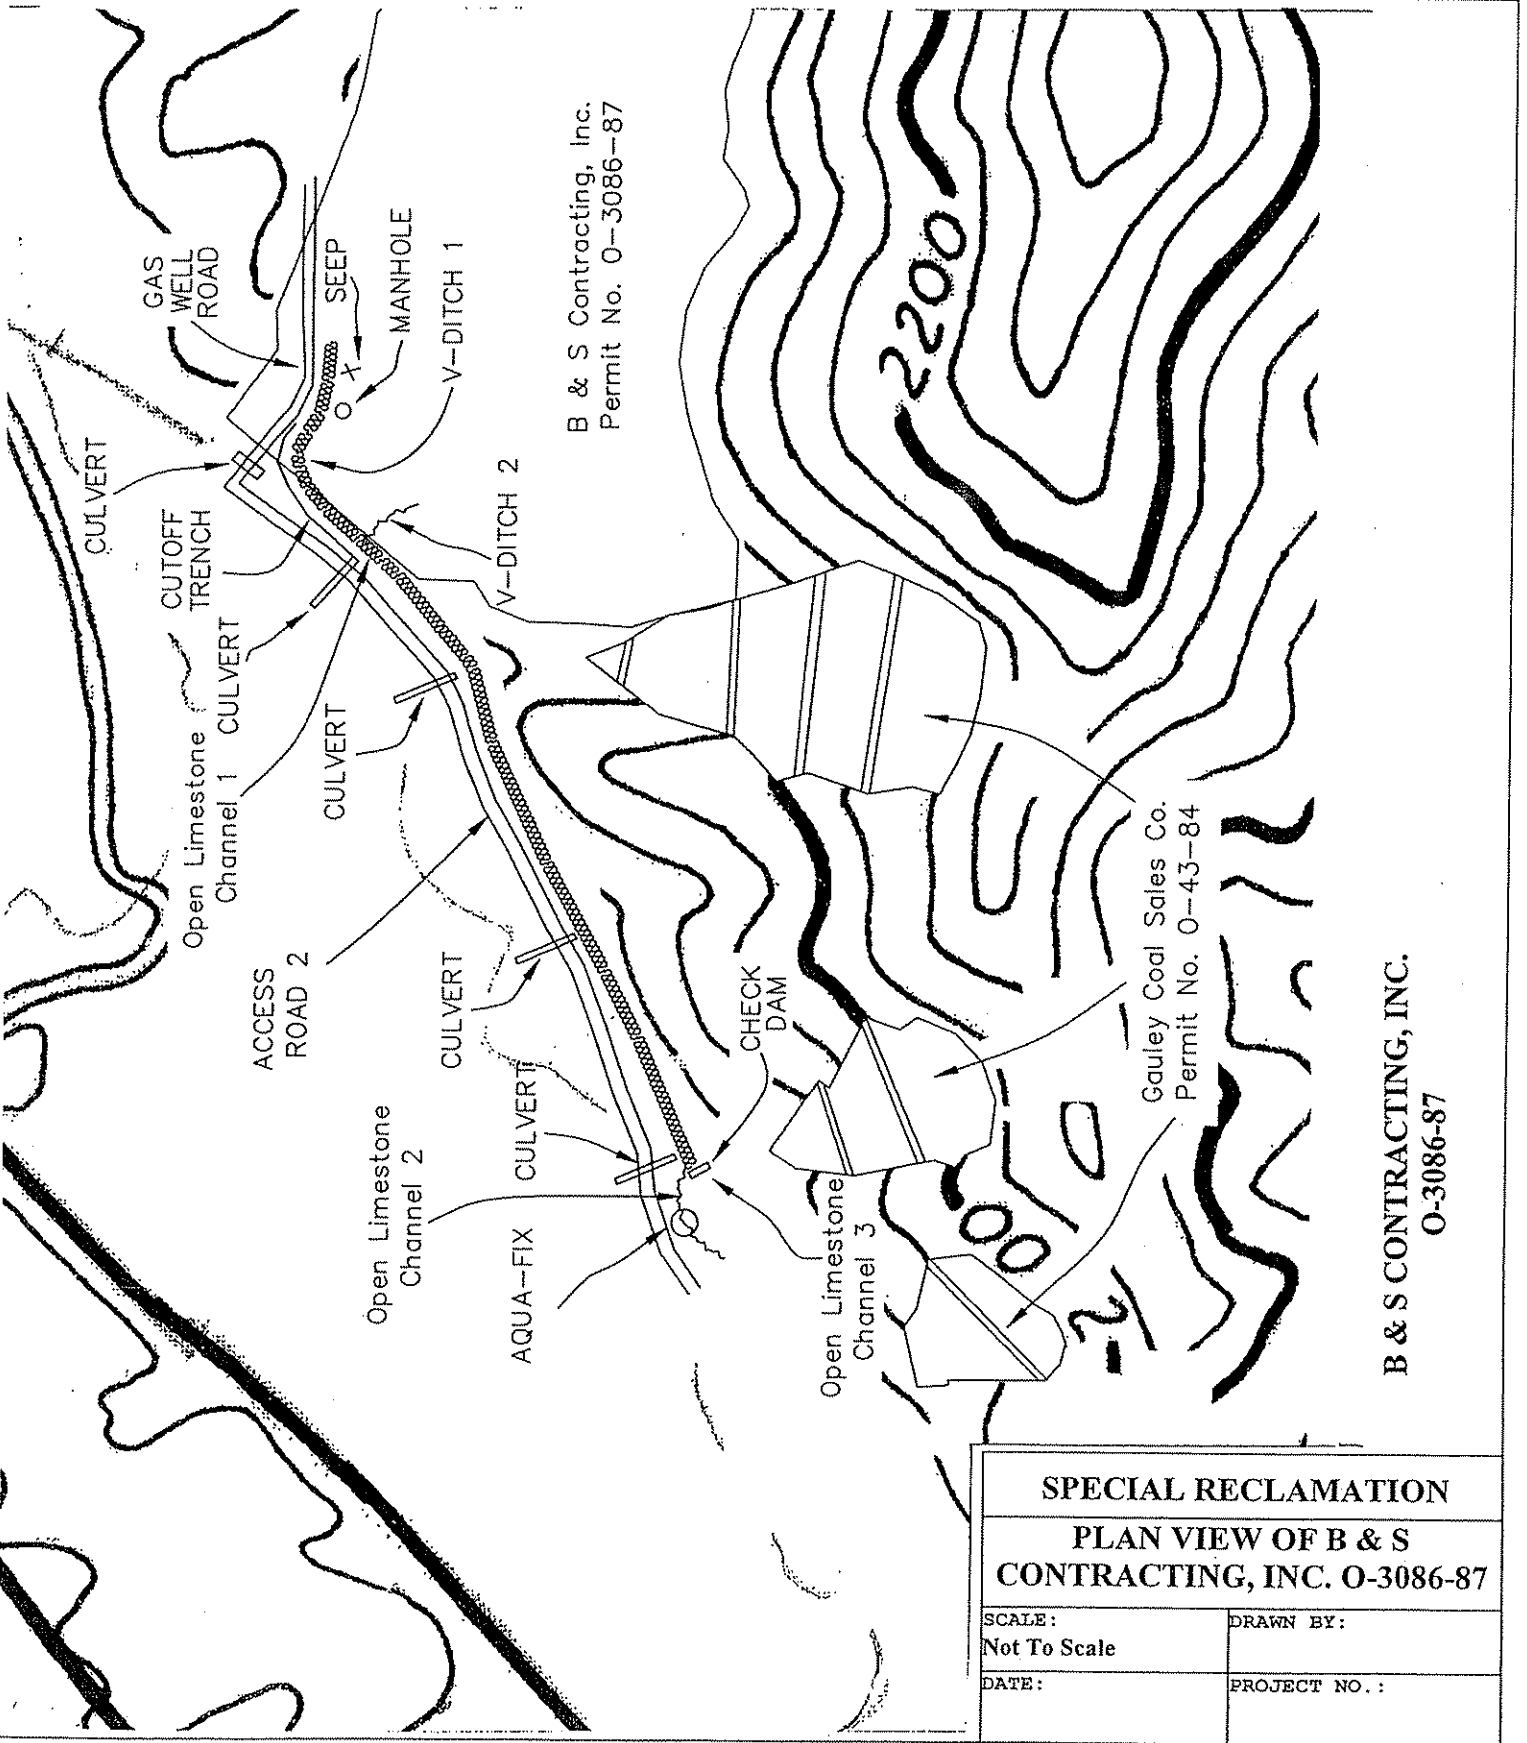 GAS
WELL
ROAD
SEEP
MANHOLE
V-DITCH 1
B & S Contracting, Inc.
Permit No. O-3086-87
CULVERT
CUTOFF
TRENCH
V-DITCH 2
2200
Open Limestone
Channel 1
CULVERT
CULVERT
ACCESS
ROAD 2
CULVERT
CHECK
DAM
Gauley Coal Sales Co.
Permit No. O-43-84
Open Limestone
Channel 2
CULVERT
AQUA-FIX
Open Limestone
Channel 3
00
B & S CONTRACTING, INC.
O-3086-87
SPECIAL RECLAMATION
PLAN VIEW OF B & S
CONTRACTING, INC. O-3086-87
SCALE:
Not To Scale
DRAWN BY:
DATE:
PROJECT NO.: